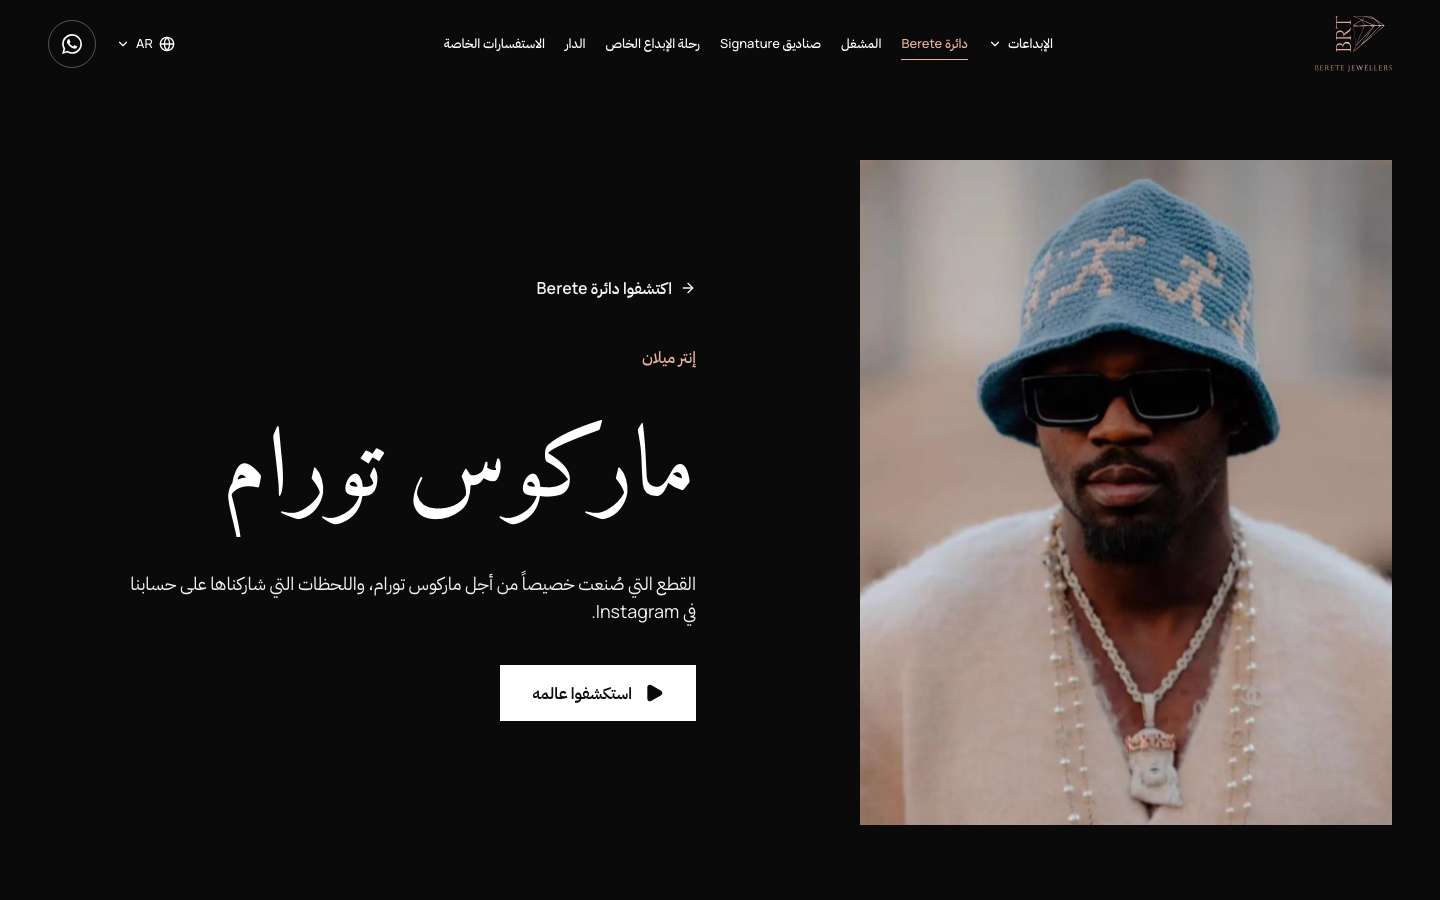 BRT
BERETE JEWELLERS
الإبداعات
دائرة Berete
المشغل
صناديق Signature
رحلة الإبداع الخاص
الدار
الاستفسارات الخاصة
AR
اكتشفوا دائرة Berete
إنتر ميلان
ماركوس تورام
القطع التي صُنعت خصيصاً من أجل ماركوس تورام، واللحظات التي شاركناها على حسابنا
في Instagram.
استكشفوا عالمه